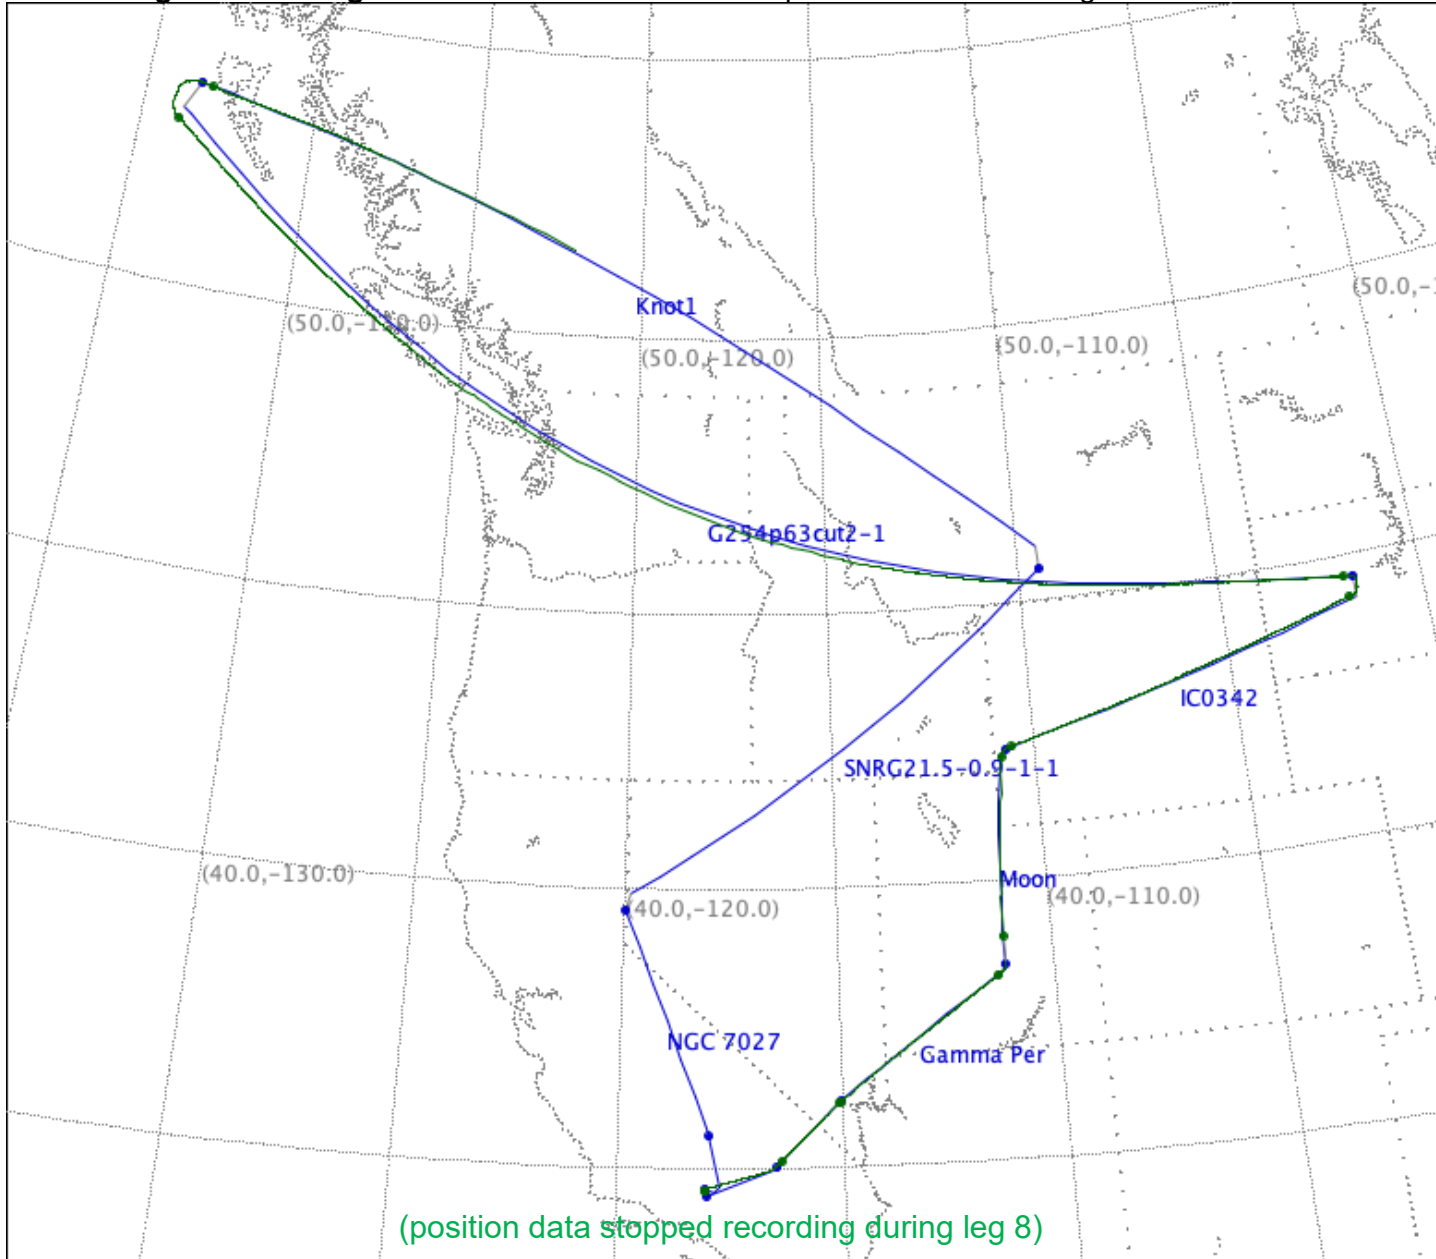 Knot1
(50.0,-130.0)
(50.0,-120.0)
(50.0,-110.0)
(50.0,-1
G254p63cut2-1
IC0342
SNRG21.5-0.9-1-1
(40.0,-130.0)
Moon
(40.0,-120.0)
(40.0,-110.0)
NGC 7027
Gamma Per
(position data stopped recording during leg 8)